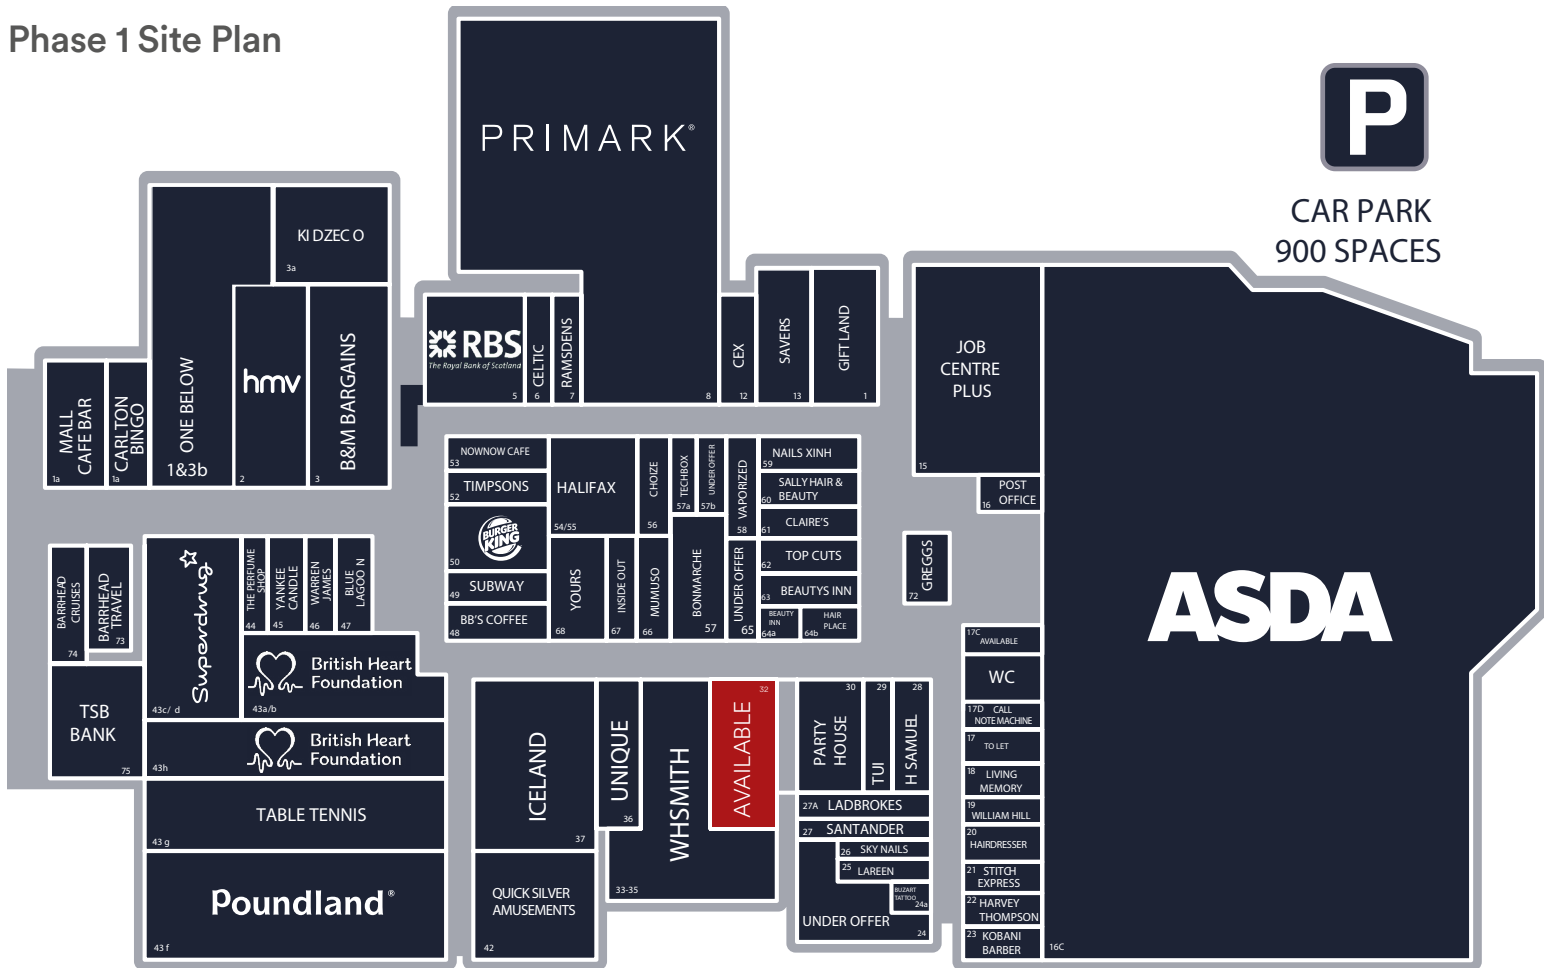 Phase 1 Site Plan
PRIMARK®
8
P
CAR PARK
900 SPACES
KI DZEC O
3a
ONE BELOW
1&3b
hmv
2
B&M BARGAINS
3
MALL
CAFE BAR
1a
CARLTON
BINGO
1a
RBS
The Royal Bank of Scotland
5
CELTIC
6
RAMSDENS
7
CEX
12
SAVERS
13
GIFT LAND
1
JOB
CENTRE
PLUS
15
POST
OFFICE
16
ASDA
16C
NOWNOW CAFE
53
TIMPSONS
52
BURGER
KING
50
SUBWAY
49
BB'S COFFEE
48
HALIFAX
54/55
CHOIZE
56
TECHBOX
57a
UNDER OFFER
57b
VAPORIZED
58
NAILS XINH
59
SALLY HAIR &
BEAUTY
60
CLAIRE'S
61
TOP CUTS
62
BEAUTYS INN
63
BEAUTY
INN
64a
HAIR
PLACE
64b
YOURS
68
INSIDE OUT
67
MUMUSO
66
BONMARCHE
57
UNDER OFFER
65
GREGGS
72
BARRHEAD
CRUISES
74
BARRHEAD
TRAVEL
73
TSB
BANK
75
Superdrug
43c/ d
THE PERFUME
SHOP
44
YANKEE
CANDLE
45
WARREN
JAMES
46
BLUE
LAGOO N
47
British Heart
Foundation
43a/b
British Heart
Foundation
43h
TABLE TENNIS
43 g
Poundland®
43 f
ICELAND
37
UNIQUE
36
WHSMITH
33-35
AVAILABLE
32
QUICK SILVER
AMUSEMENTS
42
PARTY
HOUSE
30
TUI
29
H SAMUEL
28
27A LADBROKES
27 SANTANDER
26 SKY NAILS
25 LAREEN
BUZART
TATTOO
24a
UNDER OFFER
24
17C
AVAILABLE
WC
17D CALL
NOTE MACHINE
17
TO LET
18 LIVING
MEMORY
19
WILLIAM HILL
20
HAIRDRESSER
21 STITCH
EXPRESS
22 HARVEY
THOMPSON
23 KOBANI
BARBER